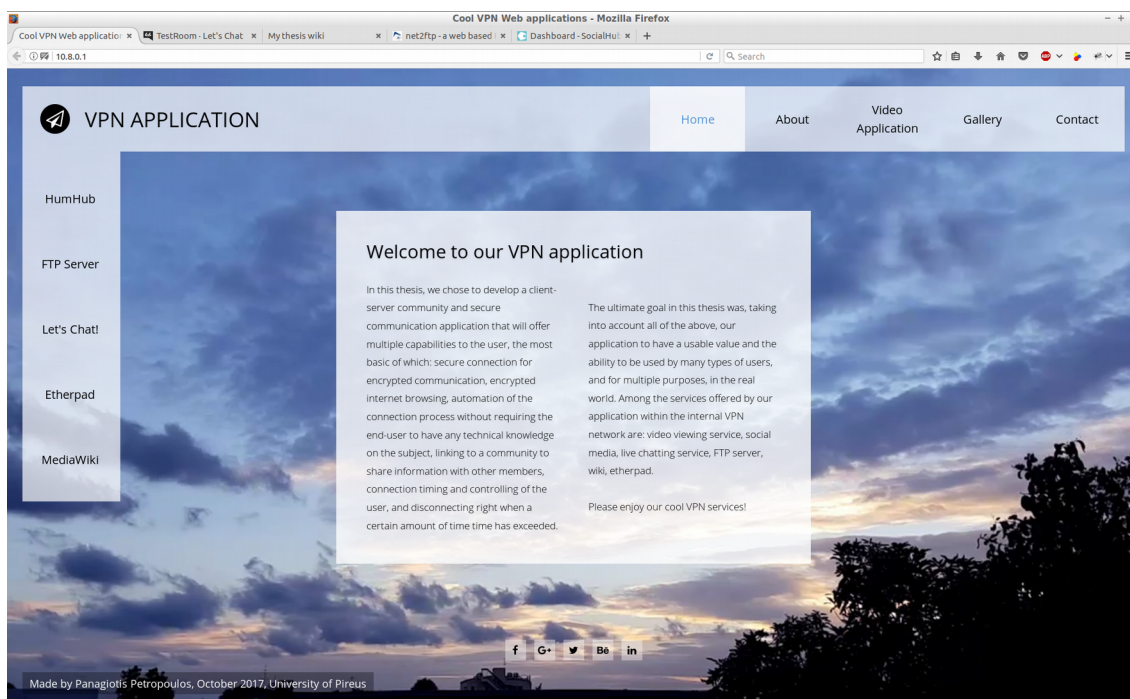 Cool VPN Web applications - Mozilla Firefox
Cool VPN Web application
TestRoom · Let's Chat
My thesis wiki
net2ftp - a web based
Dashboard - SocialHub
10.8.0.1
Search
VPN APPLICATION
Home
About
Video
Application
Gallery
Contact
HumHub
FTP Server
Let's Chat!
Etherpad
MediaWiki
Welcome to our VPN application
In this thesis, we chose to develop a client-
server community and secure
communication application that will offer
multiple capabilities to the user, the most
basic of which: secure connection for
encrypted communication, encrypted
internet browsing, automation of the
connection process without requiring the
end-user to have any technical knowledge
on the subject, linking to a community to
share information with other members,
connection timing and controlling of the
user, and disconnecting right when a
certain amount of time time has exceeded.
The ultimate goal in this thesis was, taking
into account all of the above, our
application to have a usable value and the
ability to be used by many types of users,
and for multiple purposes, in the real
world. Among the services offered by our
application within the internal VPN
network are: video viewing service, social
media, live chatting service, FTP server,
wiki, etherpad.
Please enjoy our cool VPN services!
f G+ Bē in
Made by Panagiotis Petropoulos, October 2017, University of Pireus